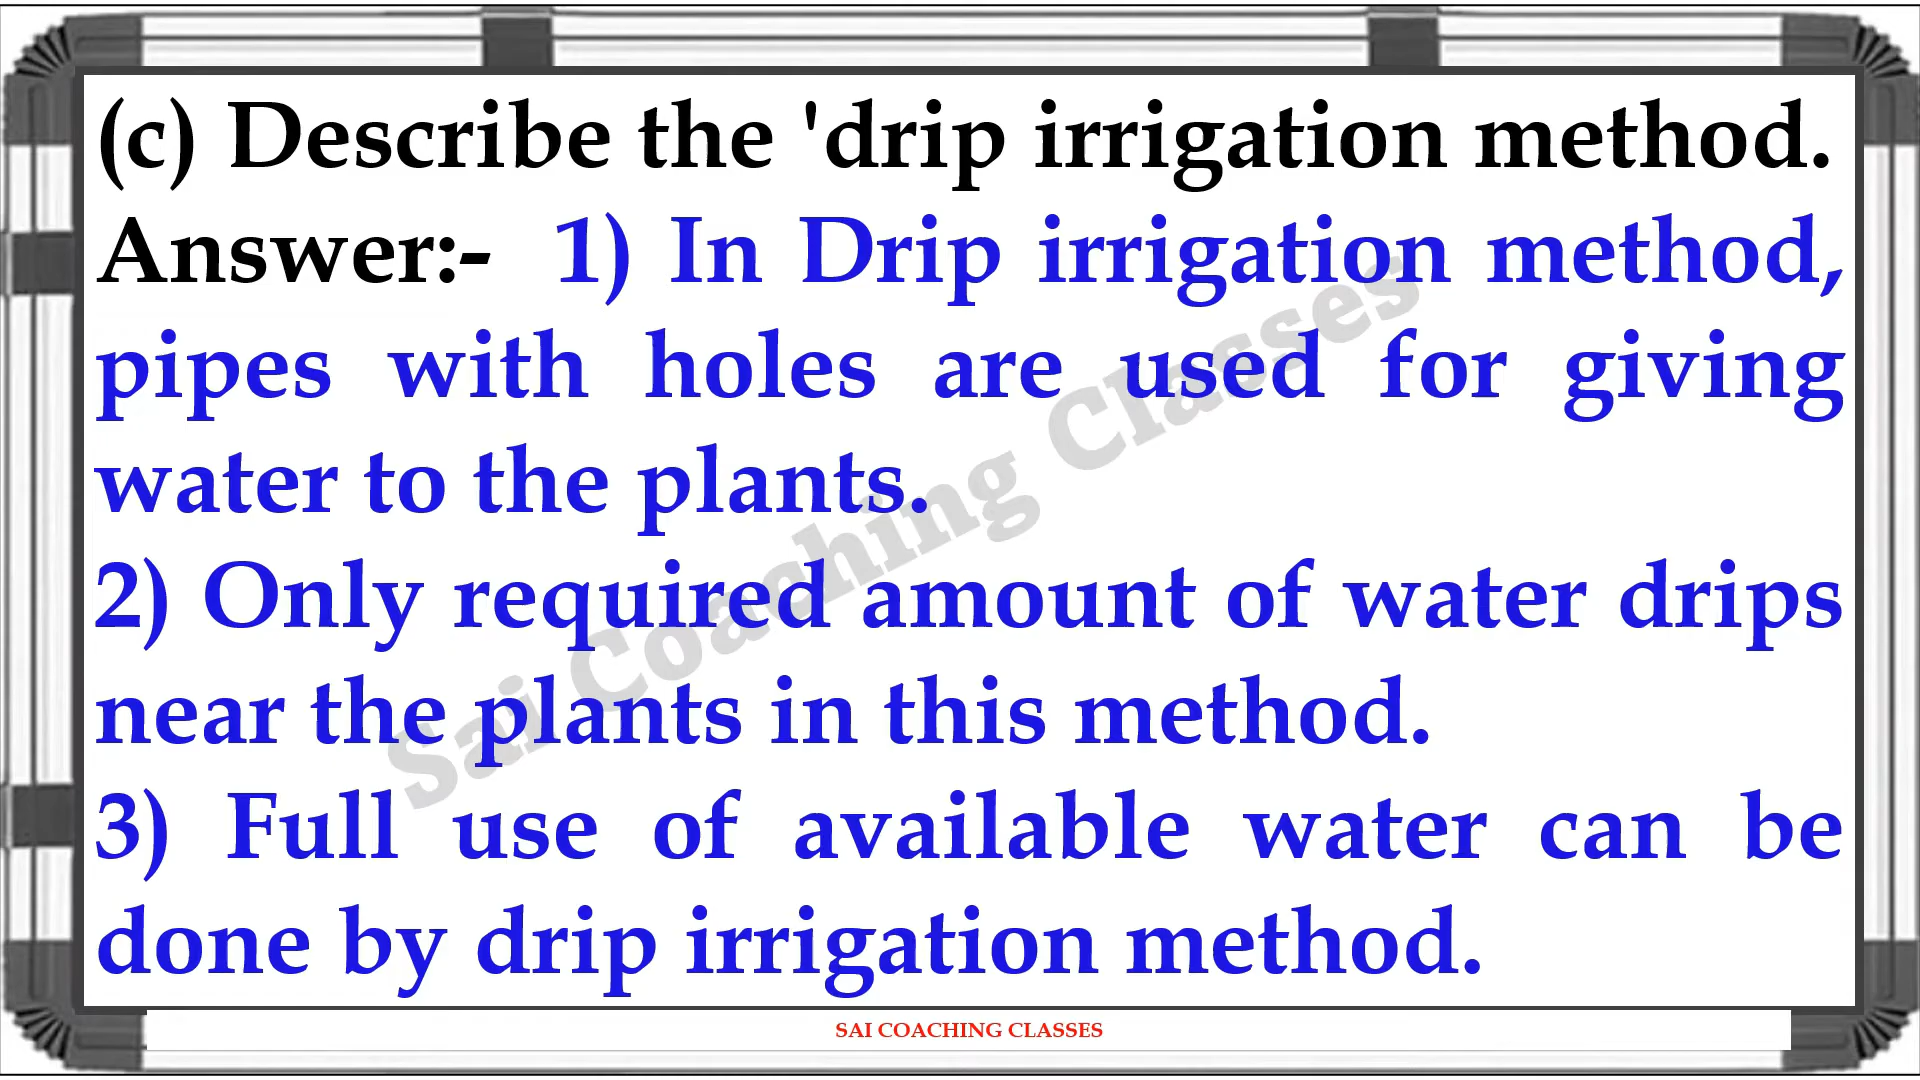 (c) Describe the 'drip irrigation method.
Answer:- 1) In Drip irrigation method,
pipes with holes are used for giving
water to the plants.
2) Only required amount of water drips
near the plants in this method.
3) Full use of available water can be
done by drip irrigation method.
Sai Coaching Classes
SAI COACHING CLASSES